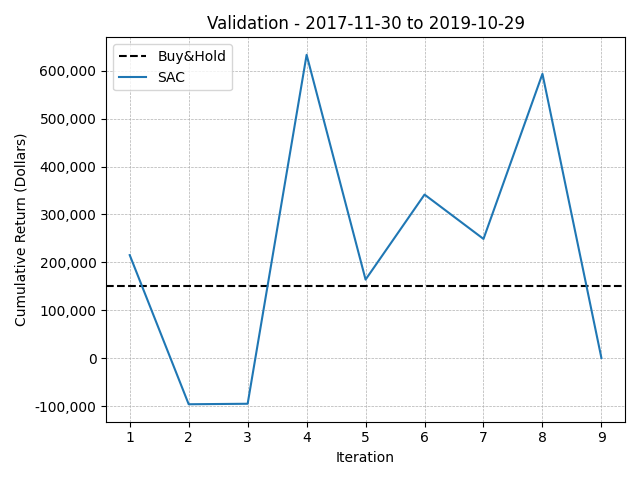 Validation - 2017-11-30 to 2019-10-29
Buy&Hold
SAC
Cumulative Return (Dollars)
600,000
500,000
400,000
300,000
200,000
100,000
0
-100,000
1 2 3 4 5 6 7 8 9
Iteration